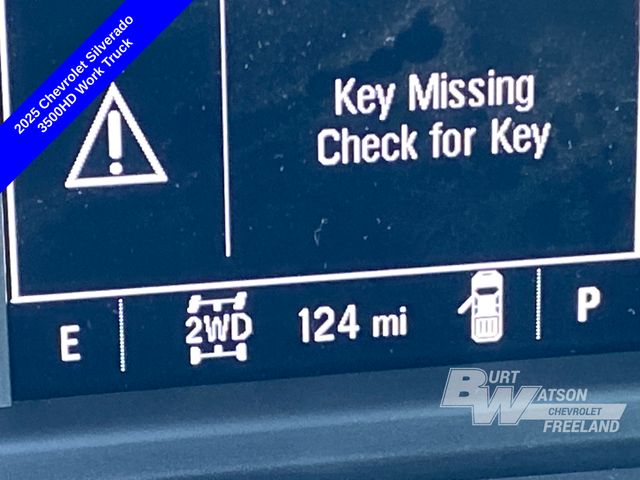 2025 Chevrolet Silverado
3500HD Work Truck
Key Missing
Check for Key
E
2WD
124 mi
P
BURT
WATSON
CHEVROLET
FREELAND